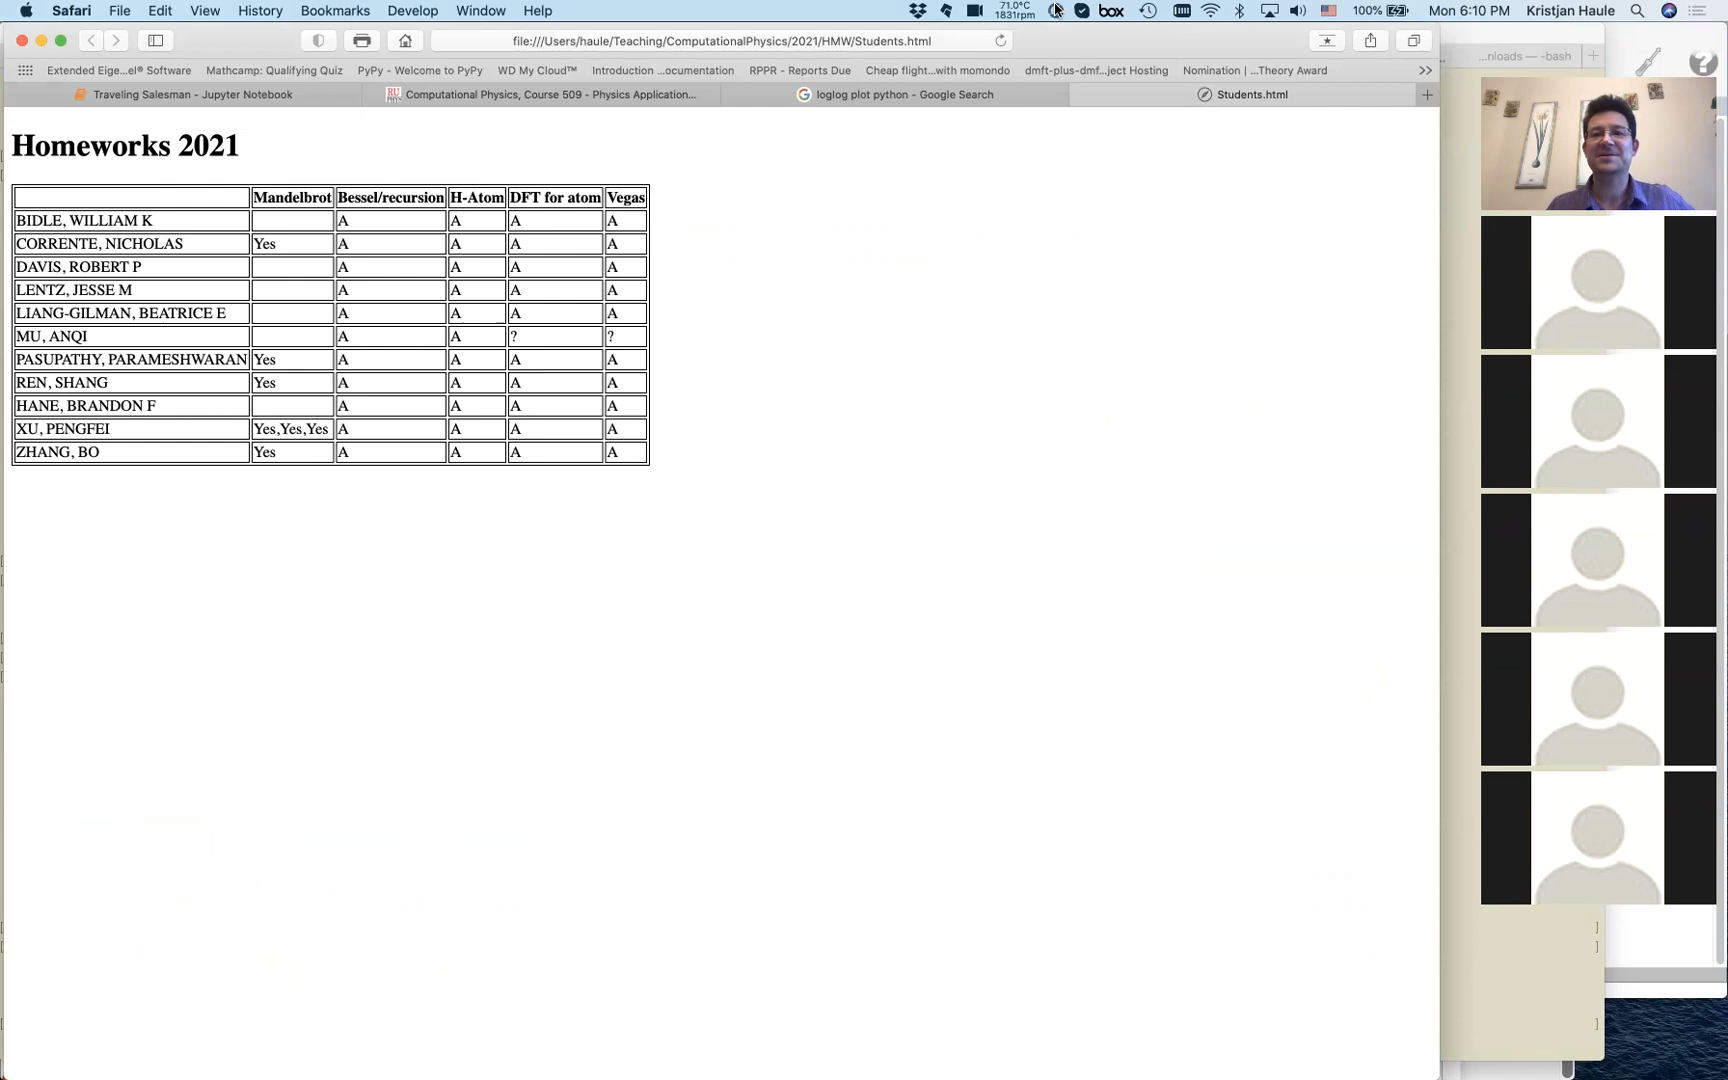 Safari File Edit View History Bookmarks Develop Window Help 71.0°C 1831rpm box 100% Mon 6:10 PM Kristjan Haule
file:///Users/haule/Teaching/ComputationalPhysics/2021/HMW/Students.html
...nloads — -bash
Extended Eige...el® Software Mathcamp: Qualifying Quiz PyPy - Welcome to PyPy WD My Cloud™ Introduction ...ocumentation RPPR - Reports Due Cheap flight...with momondo dmft-plus-dmf...ject Hosting Nomination |...Theory Award
Traveling Salesman - Jupyter Notebook Computational Physics, Course 509 - Physics Application... loglog plot python - Google Search Students.html
Homeworks 2021
Mandelbrot Bessel/recursion H-Atom DFT for atom Vegas
BIDLE, WILLIAM K A A A A
CORRENTE, NICHOLAS Yes A A A A
DAVIS, ROBERT P A A A A
LENTZ, JESSE M A A A A
LIANG-GILMAN, BEATRICE E A A A A
MU, ANQI A A ? ?
PASUPATHY, PARAMESHWARAN Yes A A A A
REN, SHANG Yes A A A A
HANE, BRANDON F A A A A
XU, PENGFEI Yes,Yes,Yes A A A A
ZHANG, BO Yes A A A A